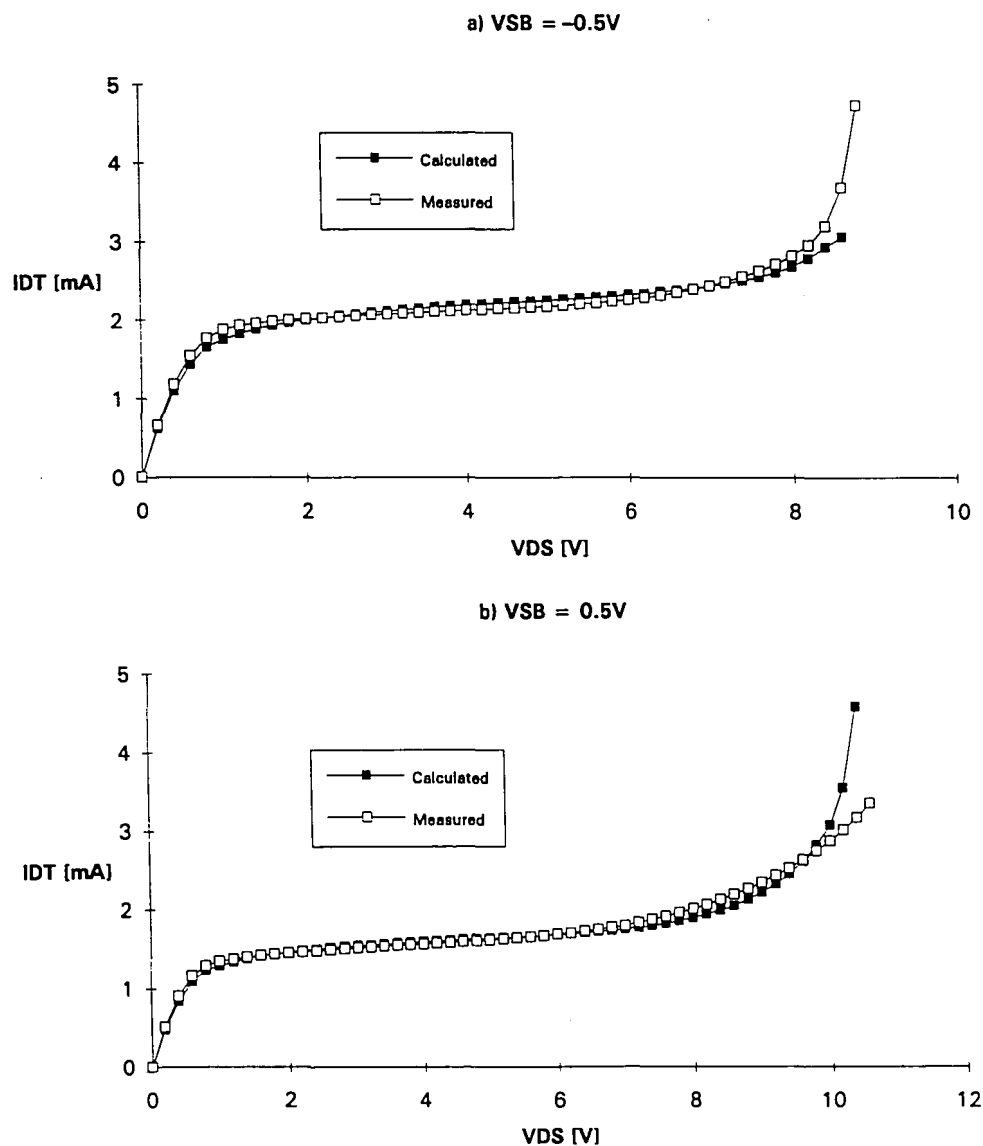 a) VSB = –0.5V
5
4
3
2
1
0
IDT [mA]
Calculated
Measured
0 2 4 6 8 10
VDS [V]
b) VSB = 0.5V
5
4
3
2
1
0
IDT [mA]
Calculated
Measured
0 2 4 6 8 10 12
VDS [V]